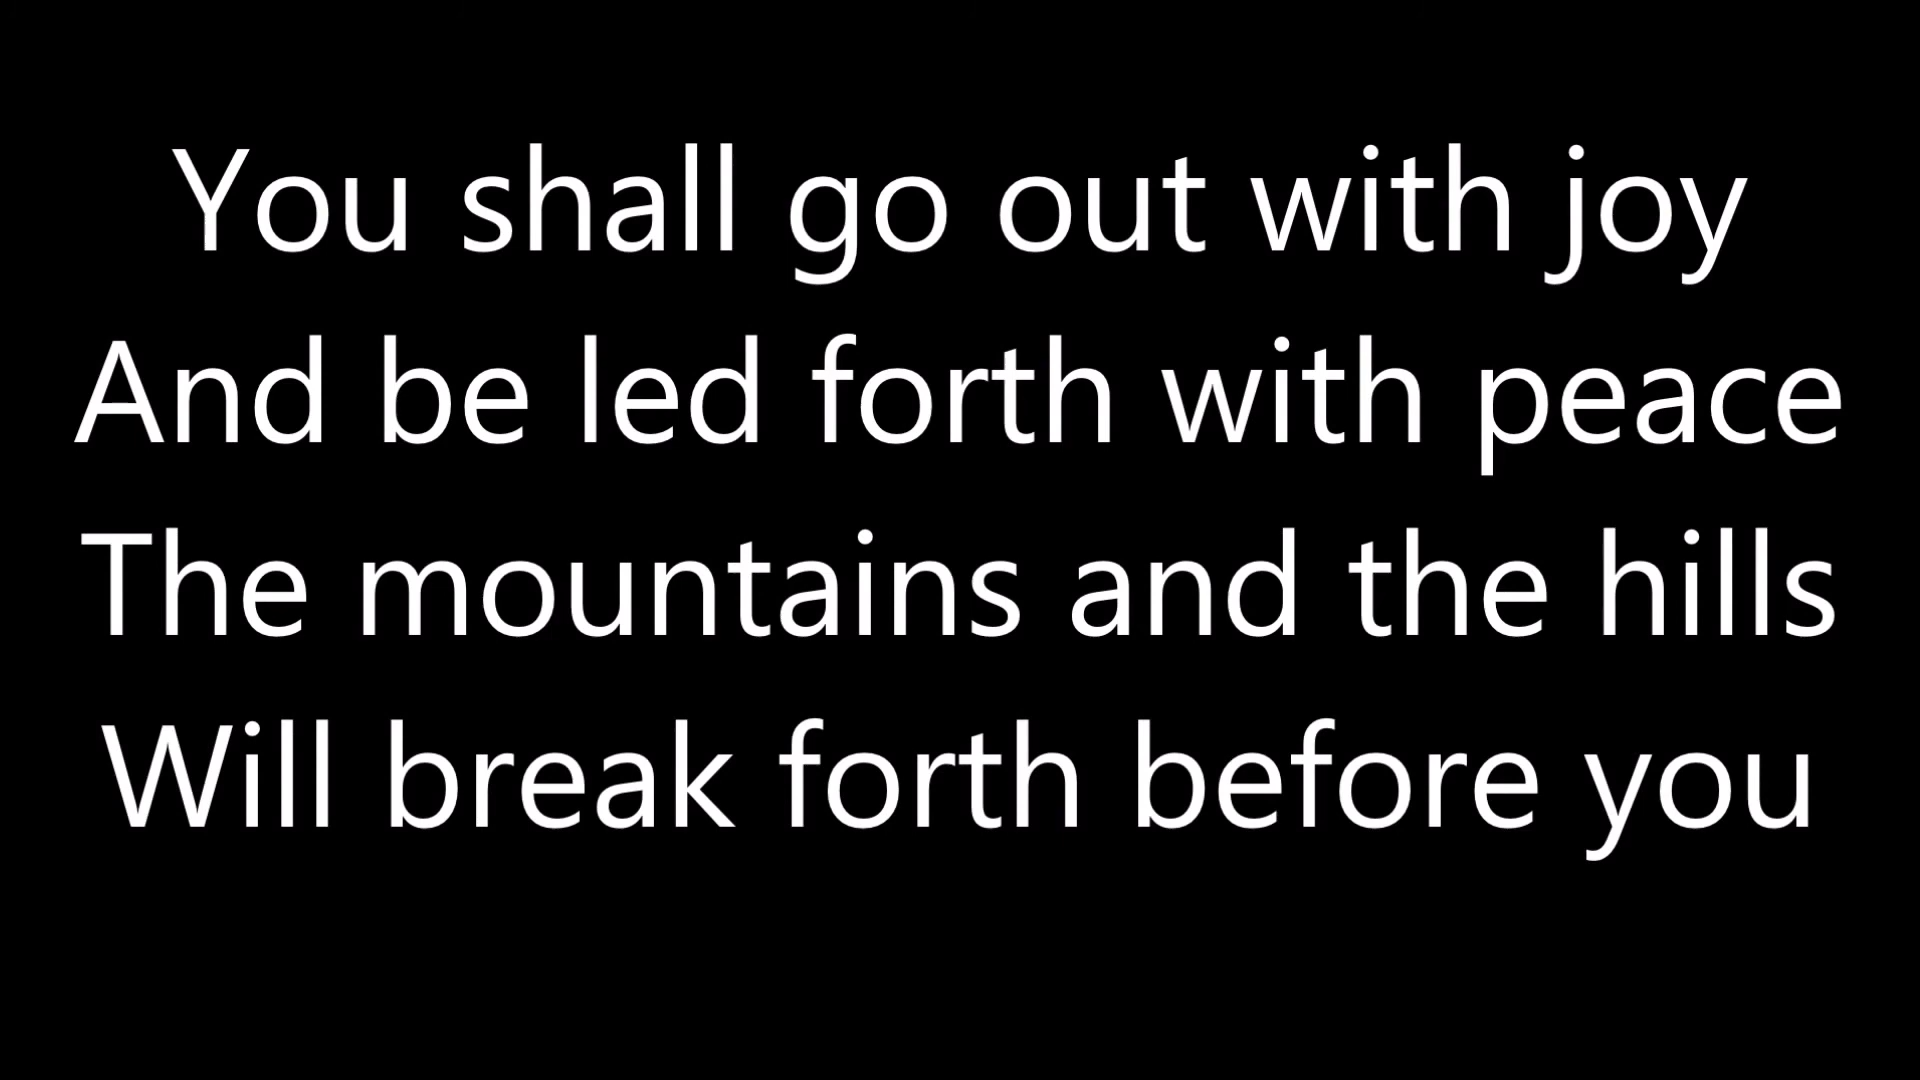 You shall go out with joy
And be led forth with peace
The mountains and the hills
Will break forth before you